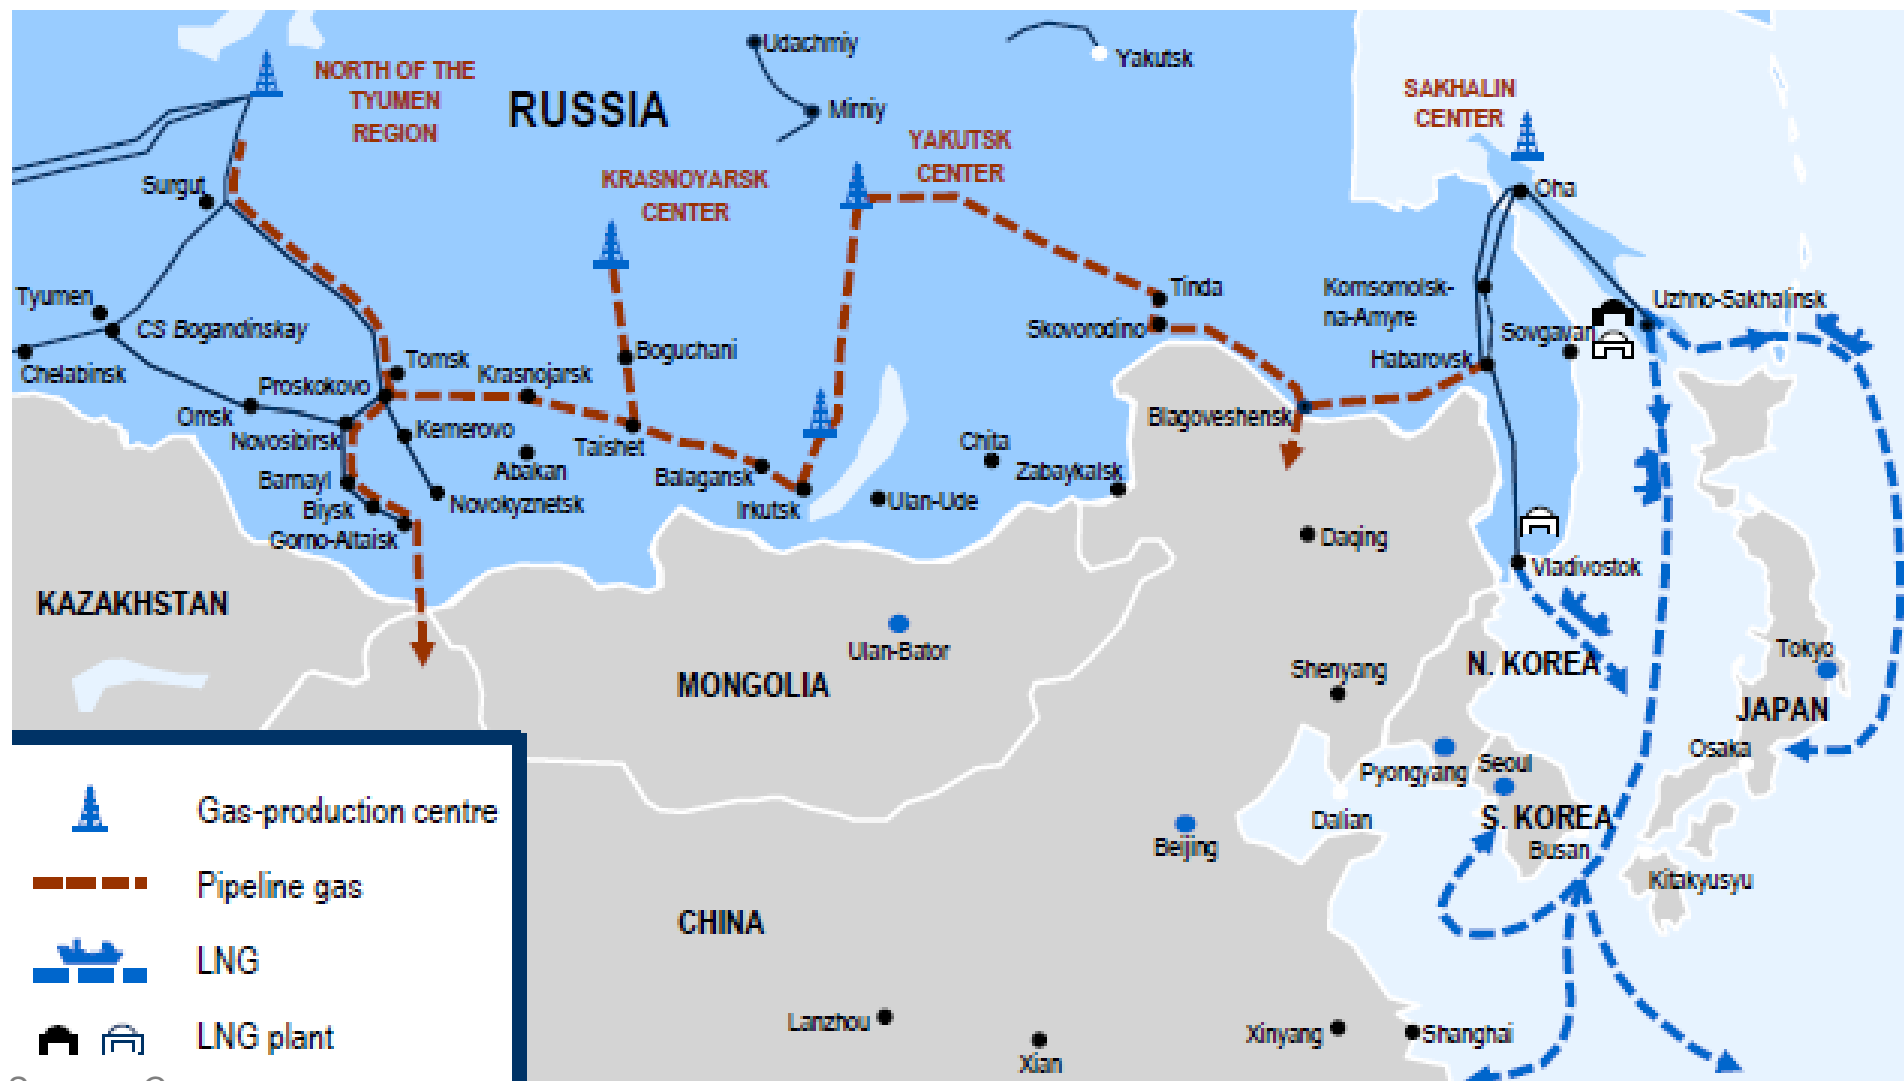 Udachmiy
Yakutsk
NORTH OF THE
TYUMEN
REGION
RUSSIA
Mirniy
SAKHALIN
CENTER
YAKUTSK
CENTER
KRASNOYARSK
CENTER
Surgut
Oha
Tyumen
CS Bogandinskay
Chelabinsk
Tomsk
Proskokovo
Krasnojarsk
Boguchani
Tinda
Skovorodino
Komsomolsk-
na-Amyre
Uzhno-Sakhalinsk
Sovgavan
Habarovsk
Omsk
Novosibirsk
Kemerovo
Abakan
Taishet
Balagansk
Blagoveshensk
Chita
Zabaykalsk
Barnayl
Biysk
Novokyznetsk
Irkutsk
Ulan-Ude
Gorno-Altaisk
Daqing
Vladivostok
KAZAKHSTAN
Ulan-Bator
MONGOLIA
Shenyang
N. KOREA
Tokyo
JAPAN
Osaka
Pyongyang
Seoul
S. KOREA
Busan
Dalian
Beijing
Kitakyusyu
CHINA
Lanzhou
Xian
Xinyang
Shanghai
Gas-production centre
Pipeline gas
LNG
LNG plant